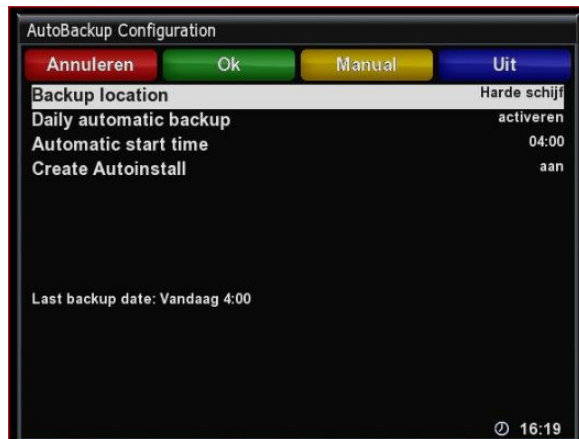 AutoBackup Configuration
Annuleren Ok Manual Uit
Backup location Harde schijf
Daily automatic backup activeren
Automatic start time 04:00
Create Autoinstall aan
Last backup date: Vandaag 4:00
16:19